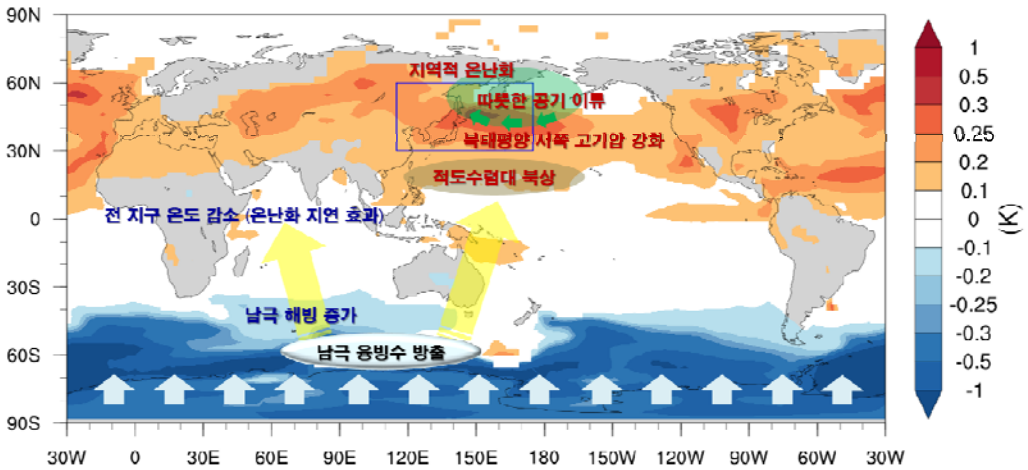 90N
60N
30N
0
30S
60S
90S
지역적 온난화
따뜻한 공기 이류
북태평양 서쪽 고기압 강화
적도수렴대 북상
전 지구 온도 감소 (온난화 지연 효과)
남극 해빙 증가
남극 융빙수 방출
30W 0 30E 60E 90E 120E 150E 180 150W 120W 90W 60W 30W
1
0.5
0.3
0.25
0.2
0.1
0
-0.1
-0.2
-0.25
-0.3
-0.5
-1
(K)